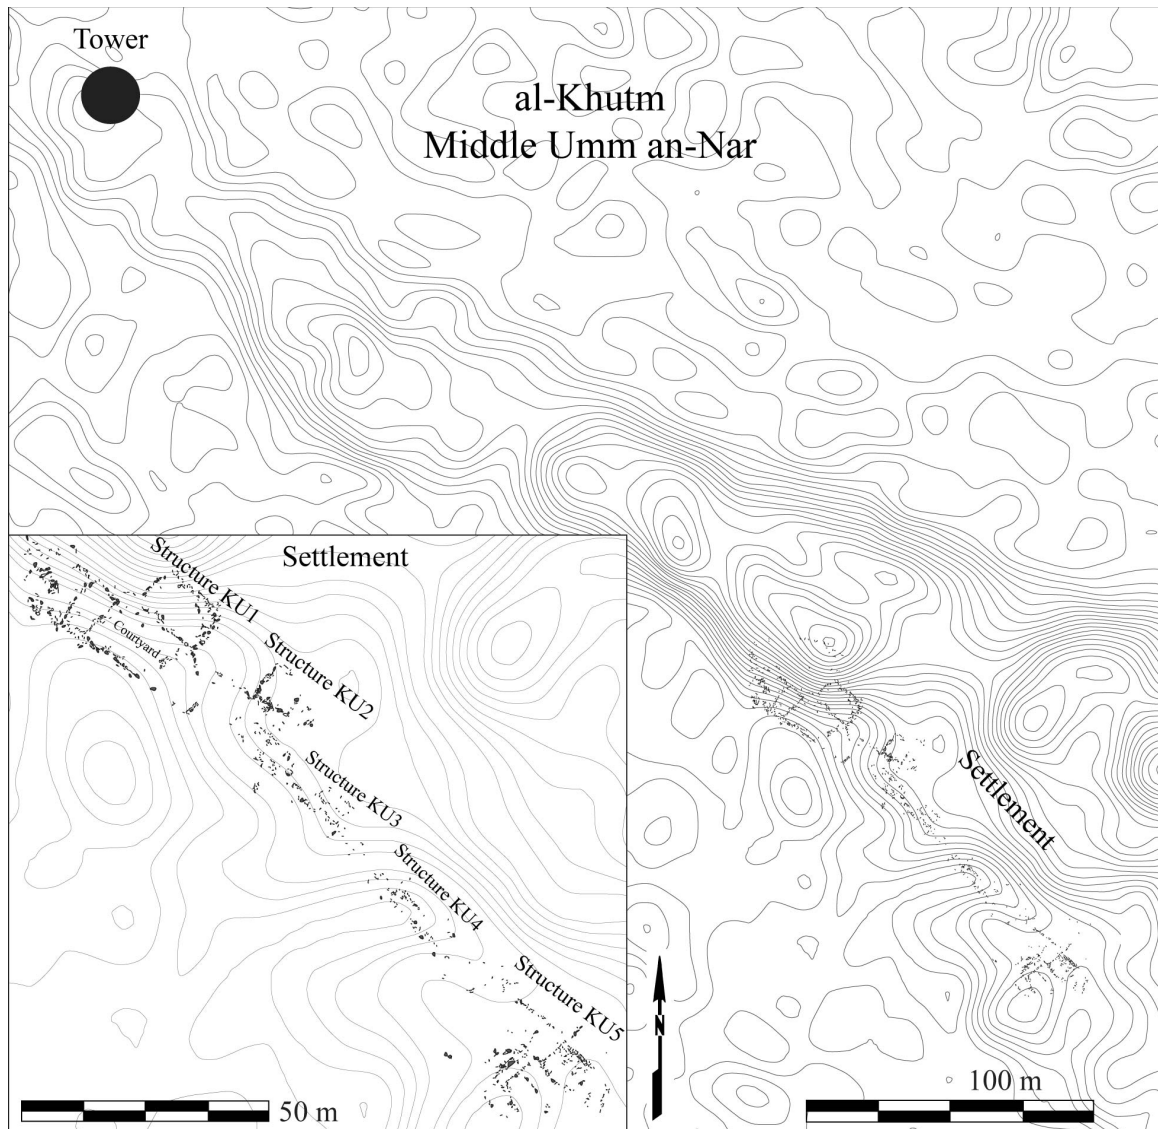 Tower
al-Khutm
Middle Umm an-Nar
Settlement
Structure KU1
Courtyard
Structure KU2
Structure KU3
Structure KU4
Structure KU5
50 m
Settlement
N
100 m